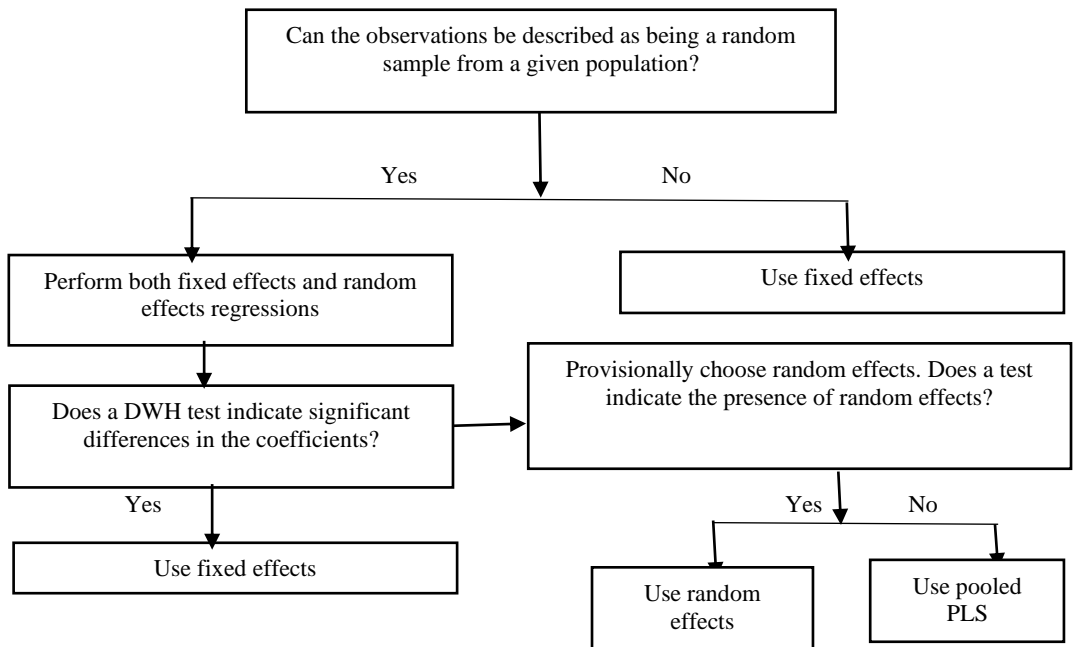 Can the observations be described as being a random
sample from a given population?
Yes
No
Perform both fixed effects and random
effects regressions
Use fixed effects
Does a DWH test indicate significant
differences in the coefficients?
Provisionally choose random effects. Does a test
indicate the presence of random effects?
Yes
Use fixed effects
Yes
No
Use random
effects
Use pooled
PLS